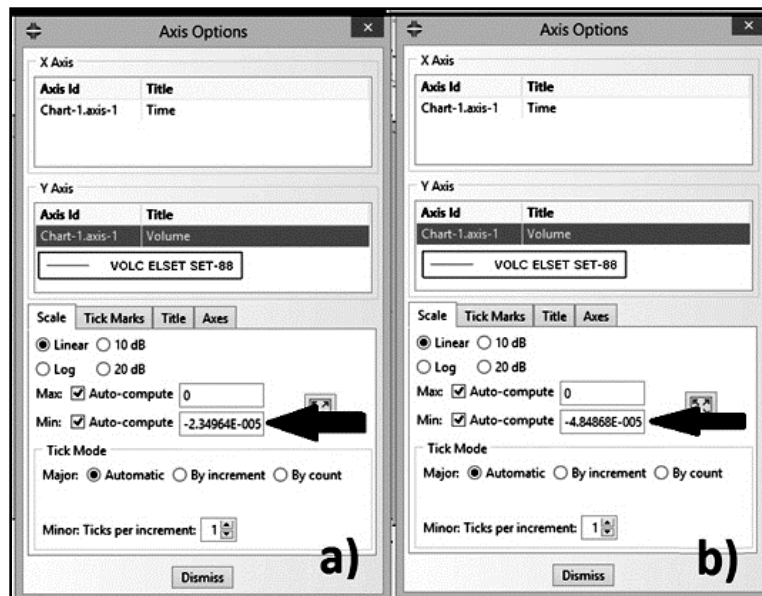 Axis Options
X Axis
Axis Id Title
Chart-1.axis-1 Time
Y Axis
Axis Id Title
Chart-1.axis-1 Volume
VOLC ELSET SET-88
Scale Tick Marks Title Axes
Linear 10 dB
Log 20 dB
Max: Auto-compute 0
Min: Auto-compute -2.34964E-005
Tick Mode
Major: Automatic By increment By count
Minor: Ticks per increment: 1
a)
Dismiss
Axis Options
X Axis
Axis Id Title
Chart-1.axis-1 Time
Y Axis
Axis Id Title
Chart-1.axis-1 Volume
VOLC ELSET SET-88
Scale Tick Marks Title Axes
Linear 10 dB
Log 20 dB
Max: Auto-compute 0
Min: Auto-compute -4.84868E-005
Tick Mode
Major: Automatic By increment By count
Minor: Ticks per increment: 1
b)
Dismiss